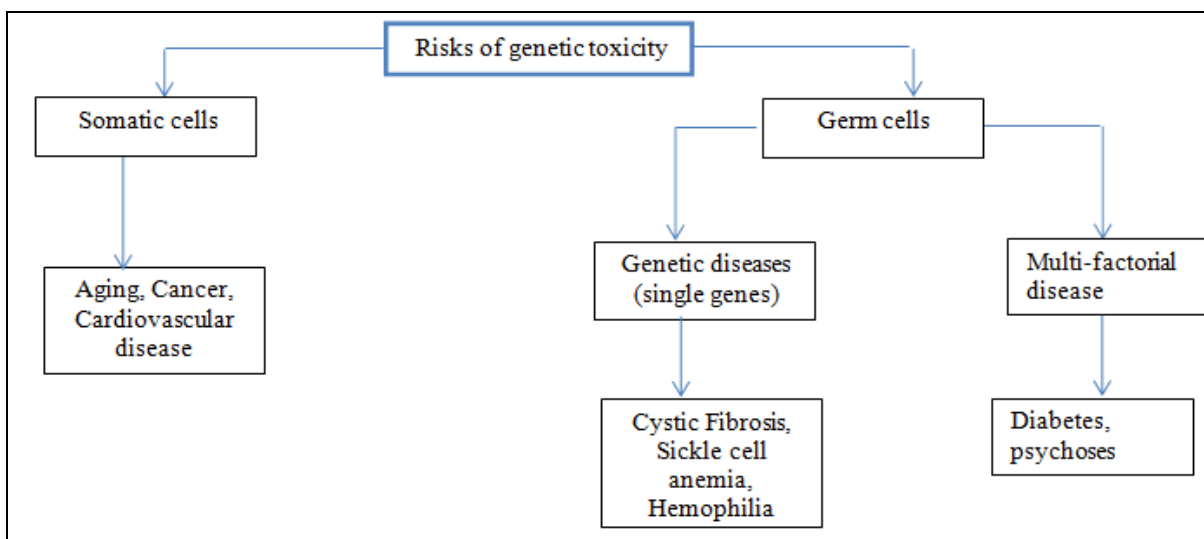 Risks of genetic toxicity
Somatic cells
Germ cells
Aging, Cancer,
Cardiovascular
disease
Genetic diseases
(single genes)
Multi-factorial
disease
Cystic Fibrosis,
Sickle cell
anemia,
Hemophilia
Diabetes,
psychoses